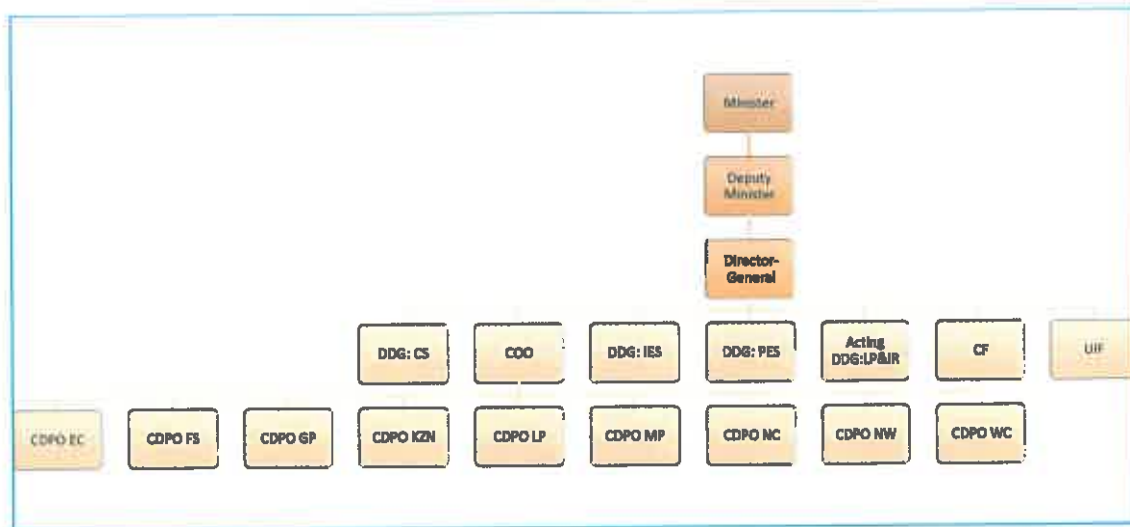 Minister
Deputy
Minister
Director-
General
DDG: CS
COO
DDG: IES
DDG: PES
Acting
DDG:LP&IR
CF
UIF
CDPO EC
CDPO FS
CDPO GP
CDPO KZN
CDPO LP
CDPO MP
CDPO NC
CDPO NW
CDPO WC